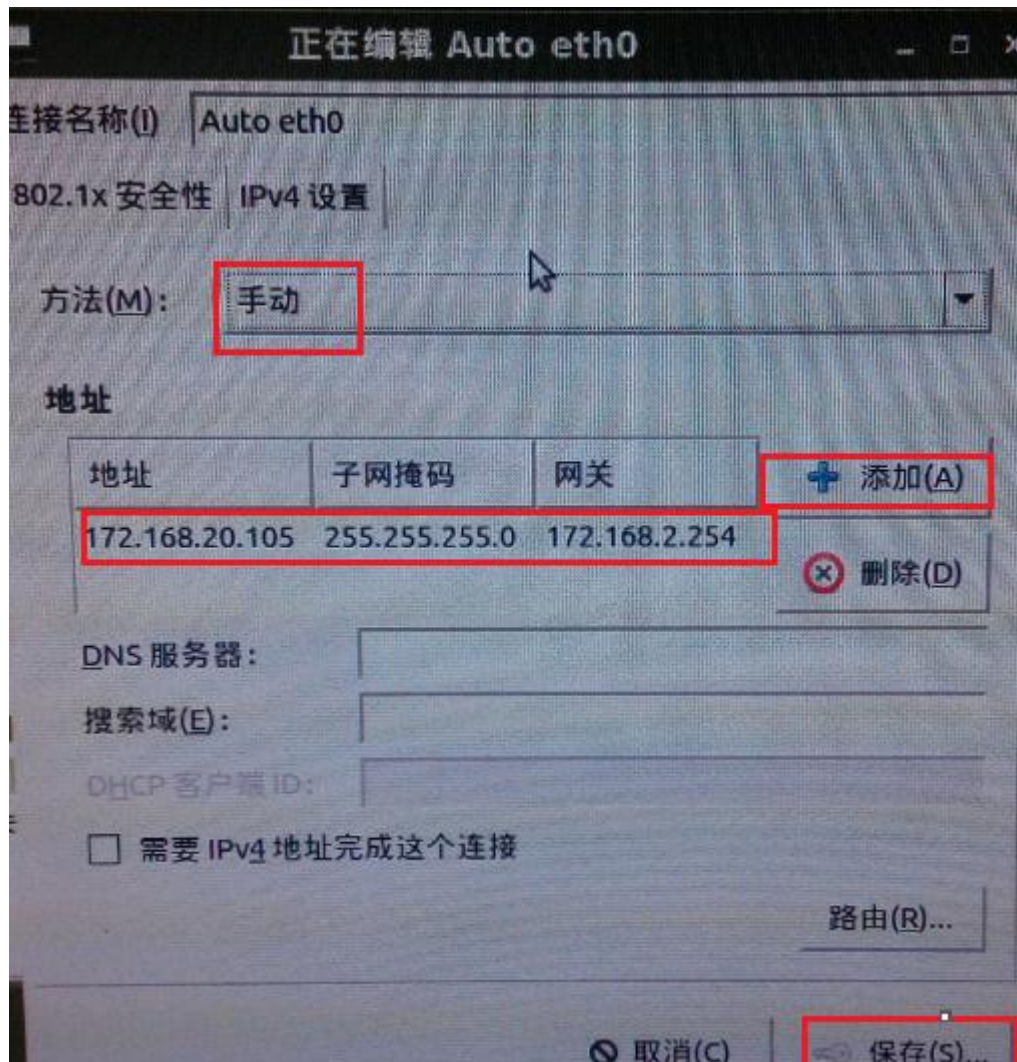 正在编辑 Auto eth0
连接名称(I) Auto eth0
802.1x 安全性 IPv4 设置
方法(M): 手动
地址
地址 子网掩码 网关 添加(A)
172.168.20.105 255.255.255.0 172.168.2.254
删除(D)
DNS 服务器:
搜索域(E):
DHCP 客户端 ID:
需要 IPv4 地址完成这个连接
路由(R)...
取消(C) 保存(S)...